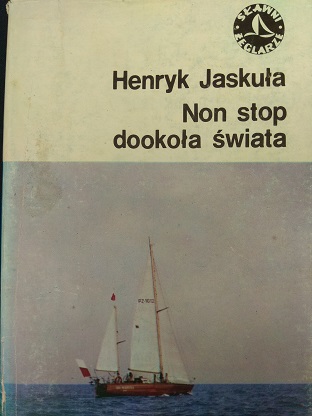 SŁAWNI
ŻEGLARZE
Henryk Jaskuła
Non stop
dookoła świata